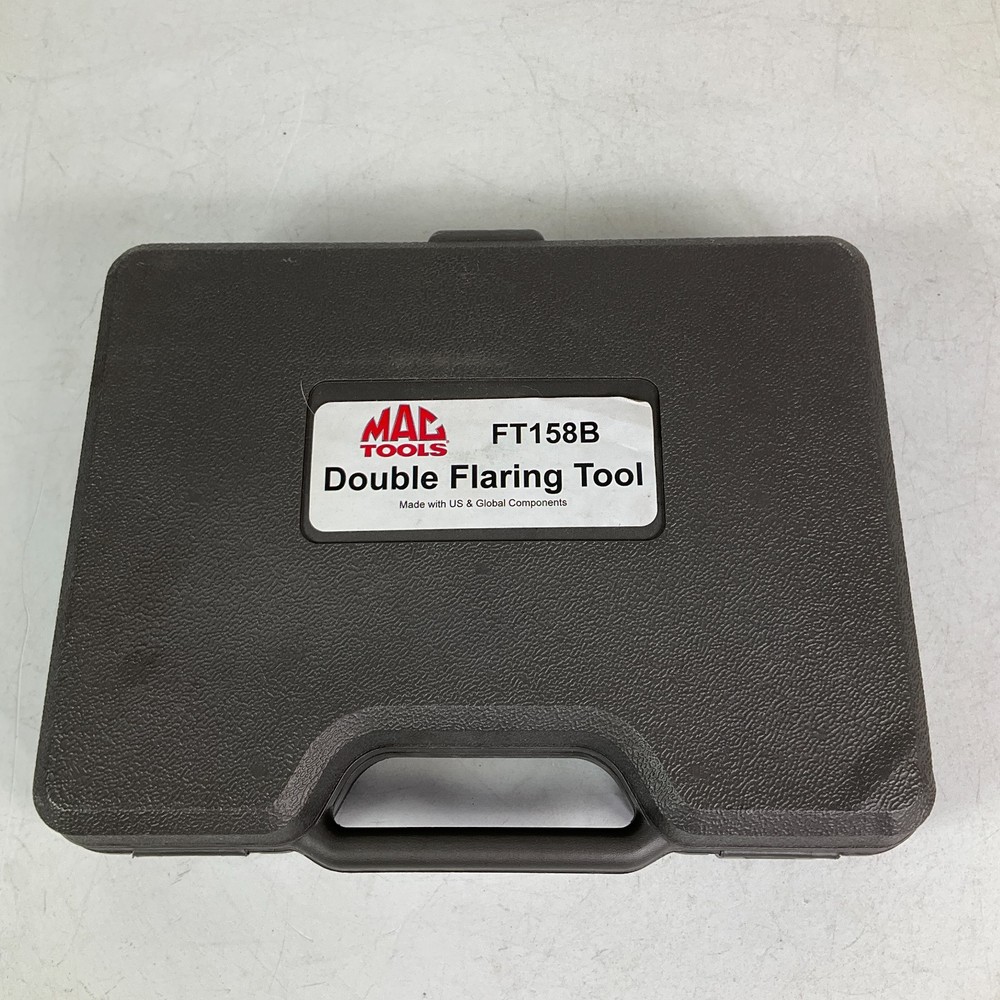 MAC TOOLS
FT158B
Double Flaring Tool
Made with US & Global Components